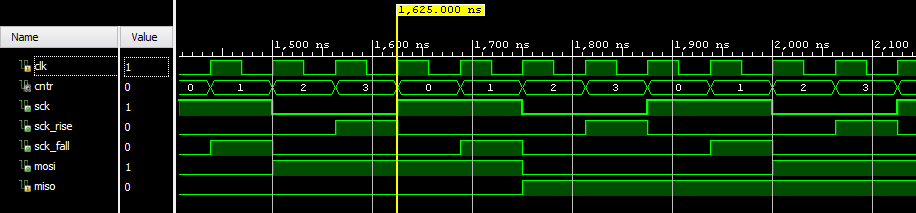 1,625.000 ns
Name Value
1,500 ns 1,600 ns 1,700 ns 1,800 ns 1,900 ns 2,000 ns 2,100
clk 1
cntr 0 0 1 2 3 0 1 2 3 0 1 2 3
sck 1
sck_rise 0
sck_fall 0
mosi 1
miso 0